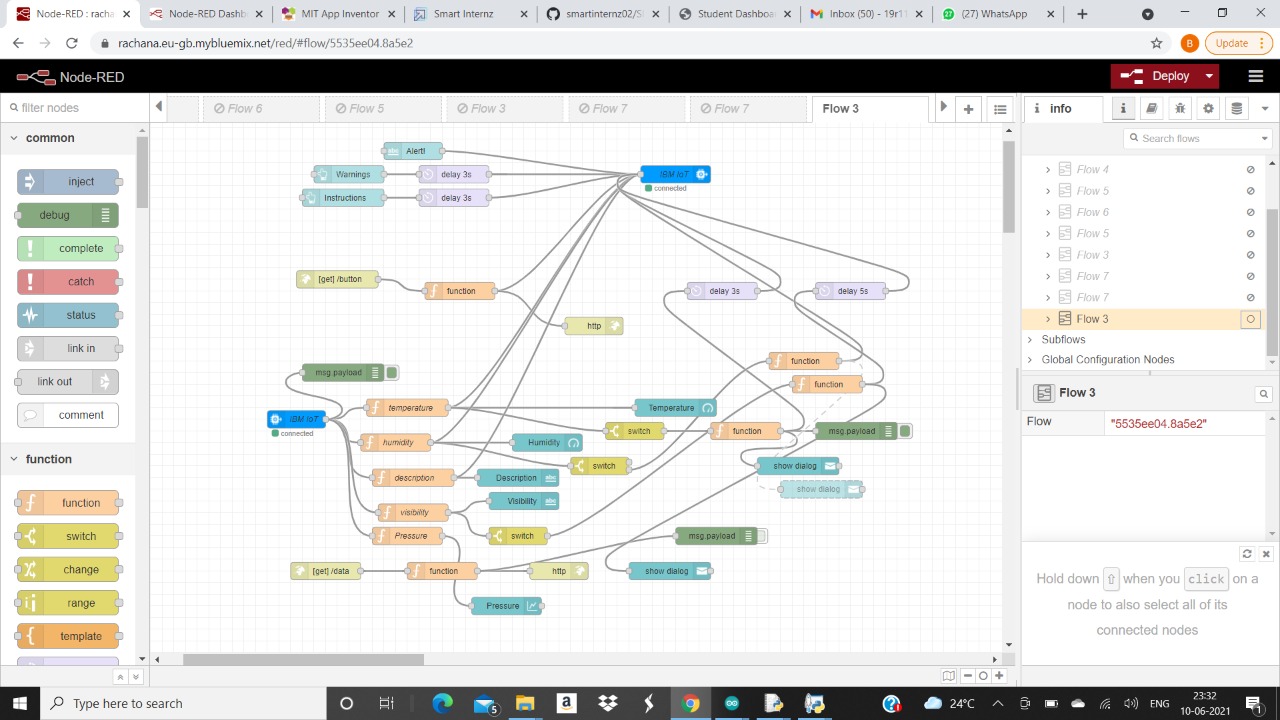 Node-RED : racha
Node-RED Dashb
MIT App Inventor
SmartInternz
smartinternz02/S
Student Dashboa
Inbox (50) - 19r11
(27) WhatsApp
rachana.eu-gb.mybluemix.net/red/#flow/5535ee04.8a5e2
B
Update
Node-RED
Deploy
filter nodes
Flow 6
Flow 5
Flow 3
Flow 7
Flow 7
Flow 3
info
common
inject
debug
complete
catch
status
link in
link out
comment
function
function
switch
change
range
template
Alert!
Warnings
delay 3s
IBM IoT
connected
Instructions
delay 3s
[get] /button
function
delay 3s
delay 5s
http
function
msg.payload
function
IBM IoT
connected
temperature
Temperature
switch
function
msg.payload
humidity
Humidity
switch
show dialog
description
Description
show dialog
Visibility
visibility
Pressure
switch
msg.payload
[get] /data
function
http
show dialog
Pressure
Search flows
Flow 4
Flow 5
Flow 6
Flow 5
Flow 3
Flow 7
Flow 7
Flow 3
Subflows
Global Configuration Nodes
Flow 3
Flow
"5535ee04.8a5e2"
Hold down ⇧ when you click on a
node to also select all of its
connected nodes
Type here to search
5
24°C
ENG
23:32
10-06-2021
1